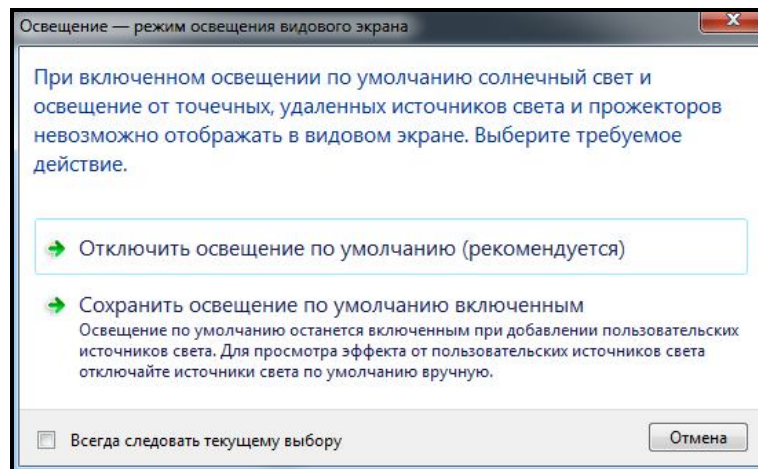 Освещение — режим освещения видового экрана
При включенном освещении по умолчанию солнечный свет и
освещение от точечных, удаленных источников света и прожекторов
невозможно отображать в видовом экране. Выберите требуемое
действие.
Отключить освещение по умолчанию (рекомендуется)
Сохранить освещение по умолчанию включенным
Освещение по умолчанию останется включенным при добавлении пользовательских
источников света. Для просмотра эффекта от пользовательских источников света
отключайте источники света по умолчанию вручную.
Всегда следовать текущему выбору
Отмена